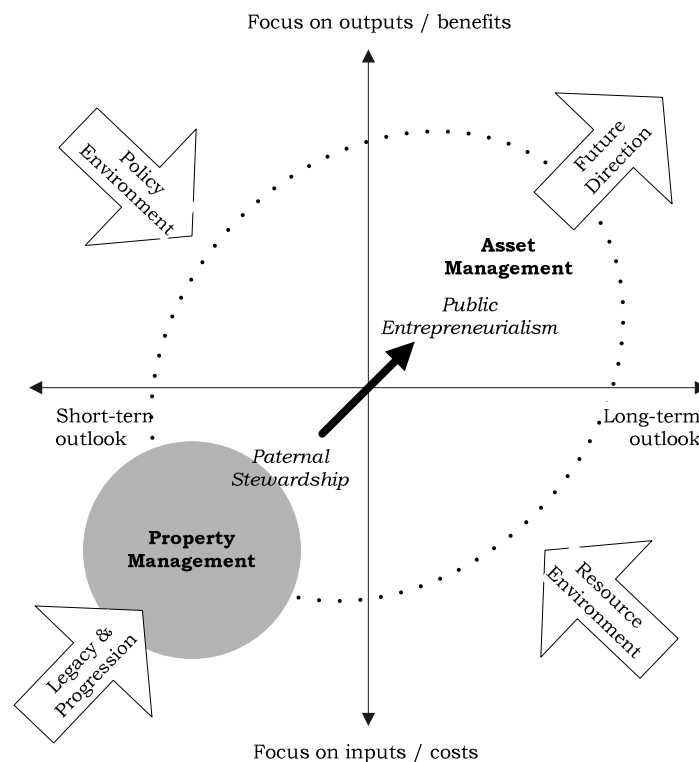 Focus on outputs / benefits
Policy
Environment
Future
Direction
Asset
Management
Public
Entrepreneurialism
Short-term
outlook
Long-term
outlook
Paternal
Stewardship
Property
Management
Legacy &
Progression
Resource
Environment
Focus on inputs / costs